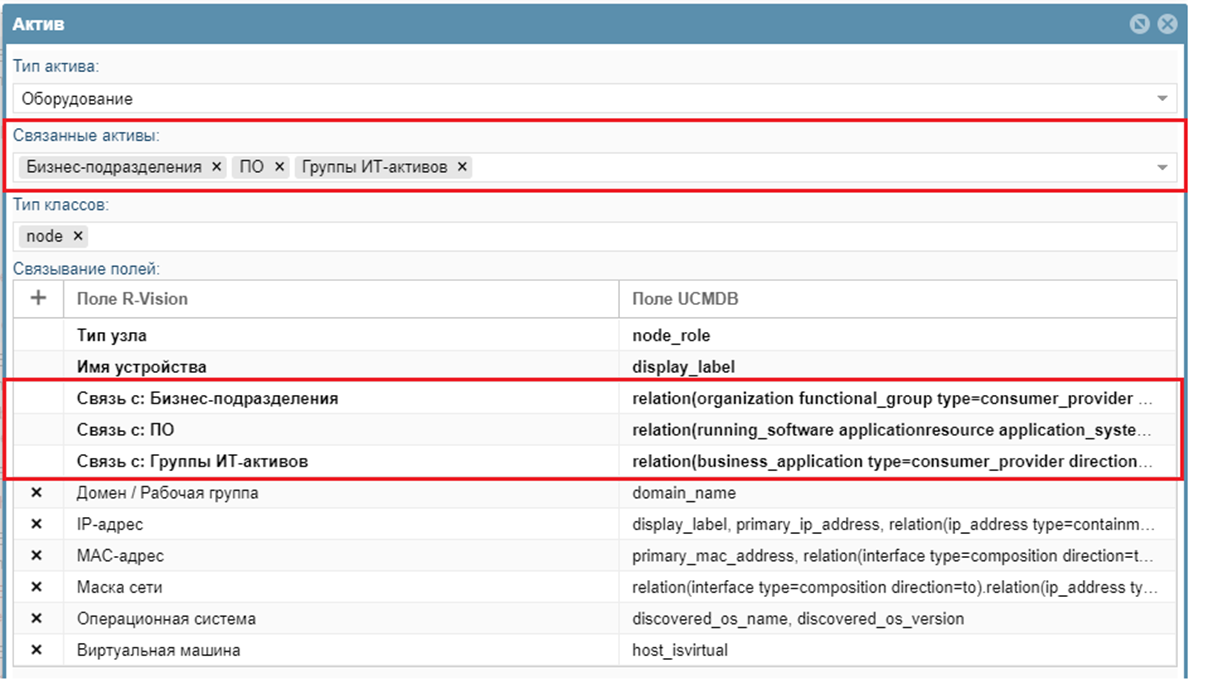 Актив
Тип актива:
Оборудование
Связанные активы:
Бизнес-подразделения × ПО × Группы ИТ-активов ×
Тип классов:
node ×
Связывание полей:
+ Поле R-Vision Поле UCMDB
Тип узла node_role
Имя устройства display_label
Связь с: Бизнес-подразделения relation(organization functional_group type=consumer_provider ...
Связь с: ПО relation(running_software applicationresource application_syste...
Связь с: Группы ИТ-активов relation(business_application type=consumer_provider direction...
× Домен / Рабочая группа domain_name
× IP-адрес display_label, primary_ip_address, relation(ip_address type=containm...
× MAC-адрес primary_mac_address, relation(interface type=composition direction=t...
× Маска сети relation(interface type=composition direction=to).relation(ip_address ty...
× Операционная система discovered_os_name, discovered_os_version
× Виртуальная машина host_isvirtual